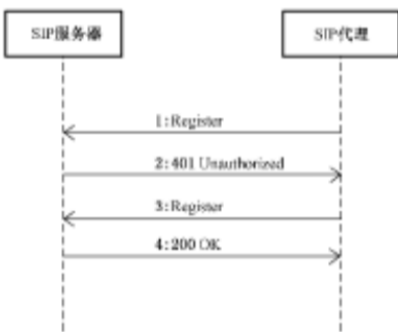 SIP服务器
SIP代理
1:Register
2:401 Unauthorized
3:Register
4:200 OK